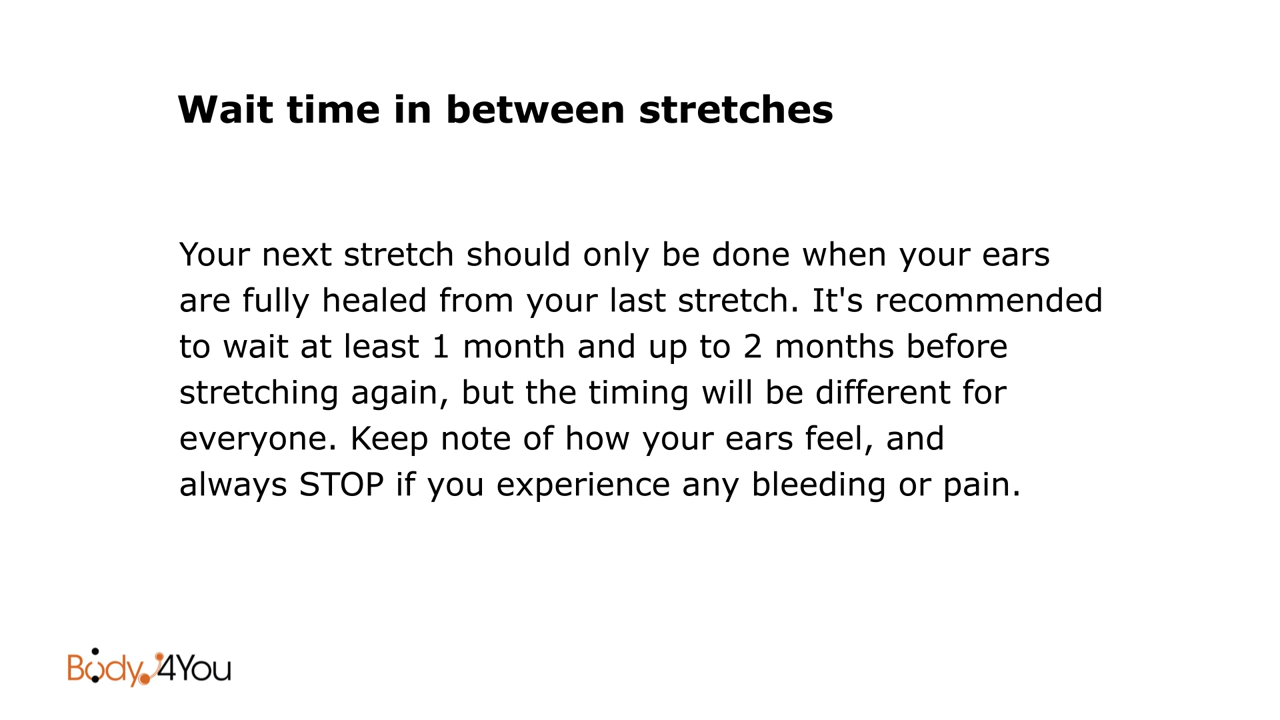 Wait time in between stretches
Your next stretch should only be done when your ears
are fully healed from your last stretch. It's recommended
to wait at least 1 month and up to 2 months before
stretching again, but the timing will be different for
everyone. Keep note of how your ears feel, and
always STOP if you experience any bleeding or pain.
Body4You